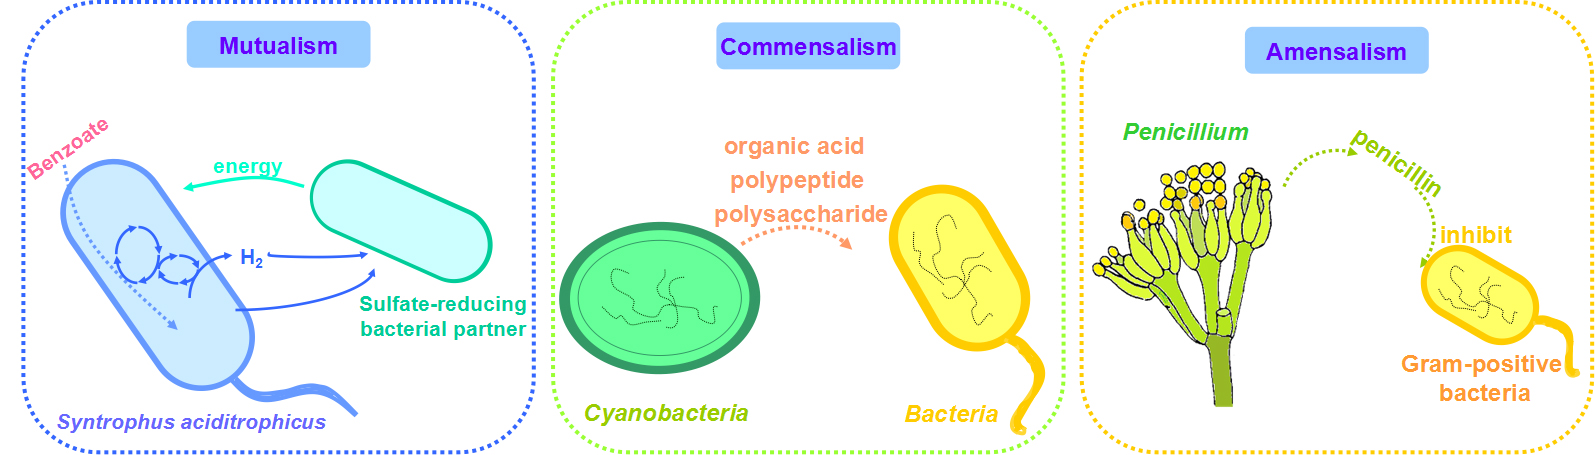 Mutualism
Benzoate
energy
H2
Sulfate-reducing
bacterial partner
Syntrophus aciditrophicus
Commensalism
organic acid
polypeptide
polysaccharide
Cyanobacteria
Bacteria
Amensalism
Penicillium
penicillin
inhibit
Gram-positive
bacteria